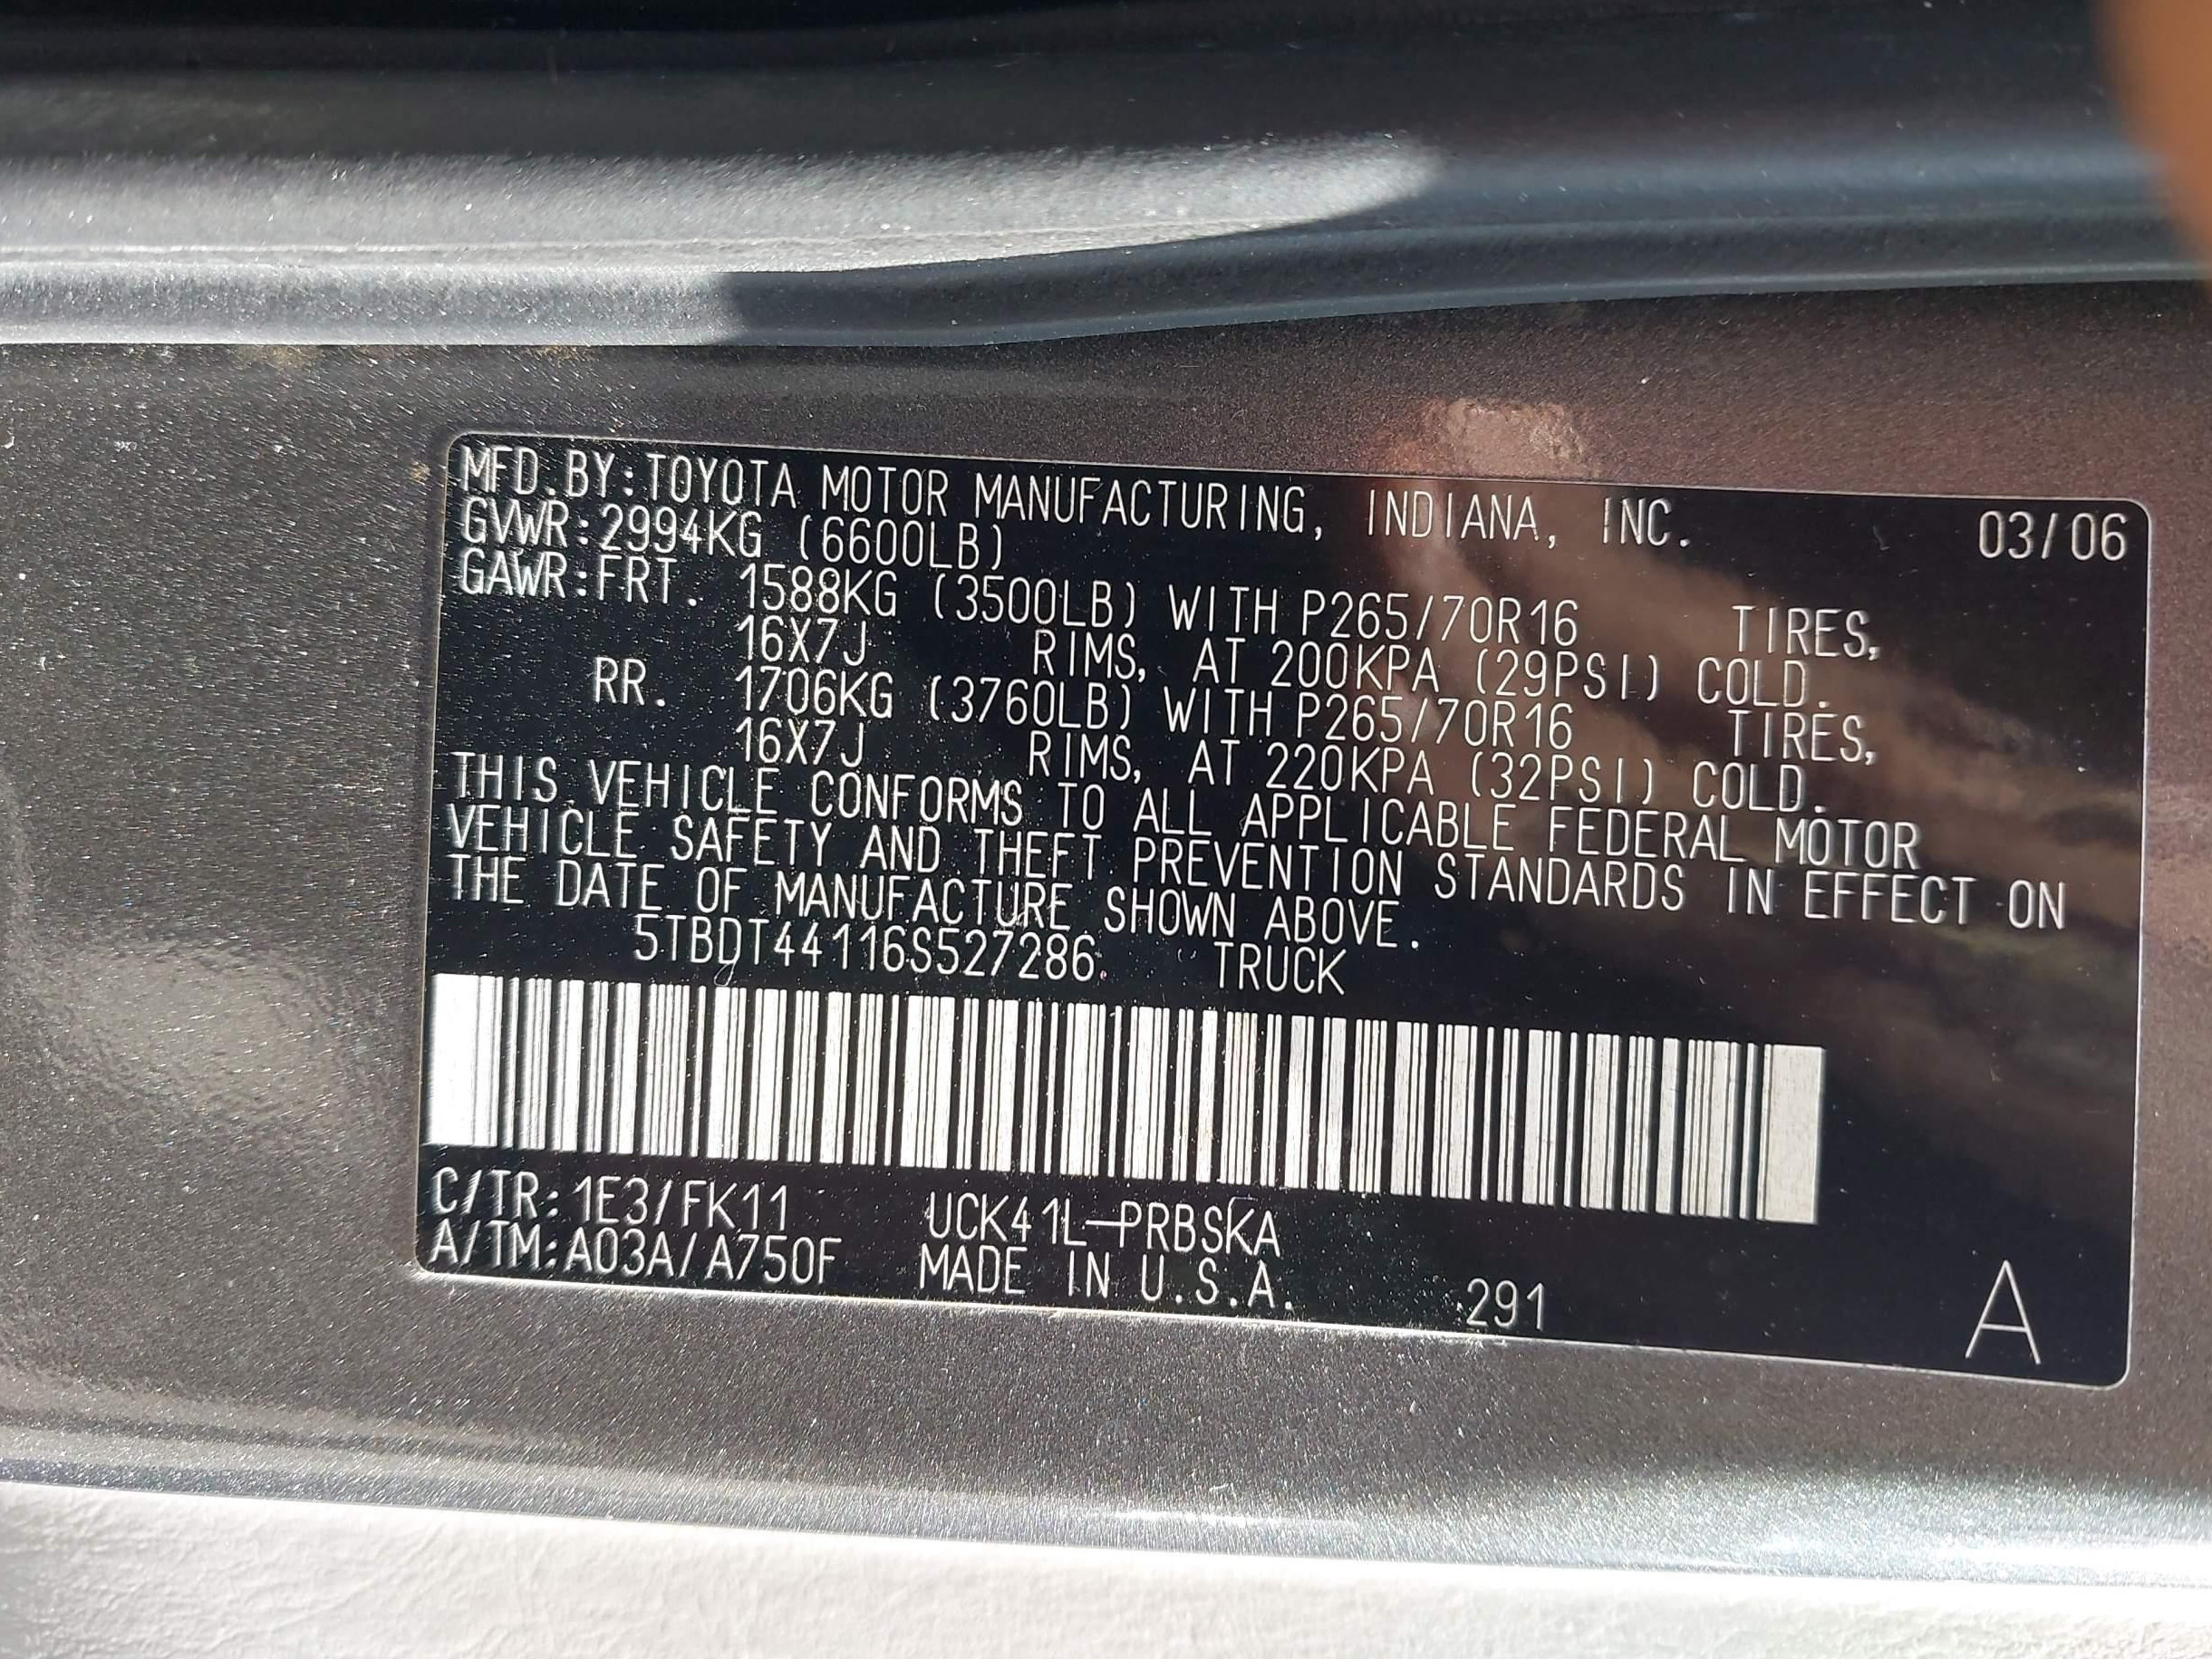 MFD.BY:TOYOTA MOTOR MANUFACTURING, INDIANA, INC. 03/06
GVWR:2994KG (6600LB)
GAWR:FRT. 1588KG (3500LB) WITH P265/70R16 TIRES,
16X7J RIMS, AT 200KPA (29PSI) COLD.
RR. 1706KG (3760LB) WITH P265/70R16 TIRES,
16X7J RIMS, AT 220KPA (32PSI) COLD.
THIS VEHICLE CONFORMS TO ALL APPLICABLE FEDERAL MOTOR
VEHICLE SAFETY AND THEFT PREVENTION STANDARDS IN EFFECT ON
THE DATE OF MANUFACTURE SHOWN ABOVE.
5TBDT44116S527286 TRUCK
C/TR:1E3/FK11 UCK41L-PRBSKA
A/TM:A03A/A750F MADE IN U.S.A. 291 A